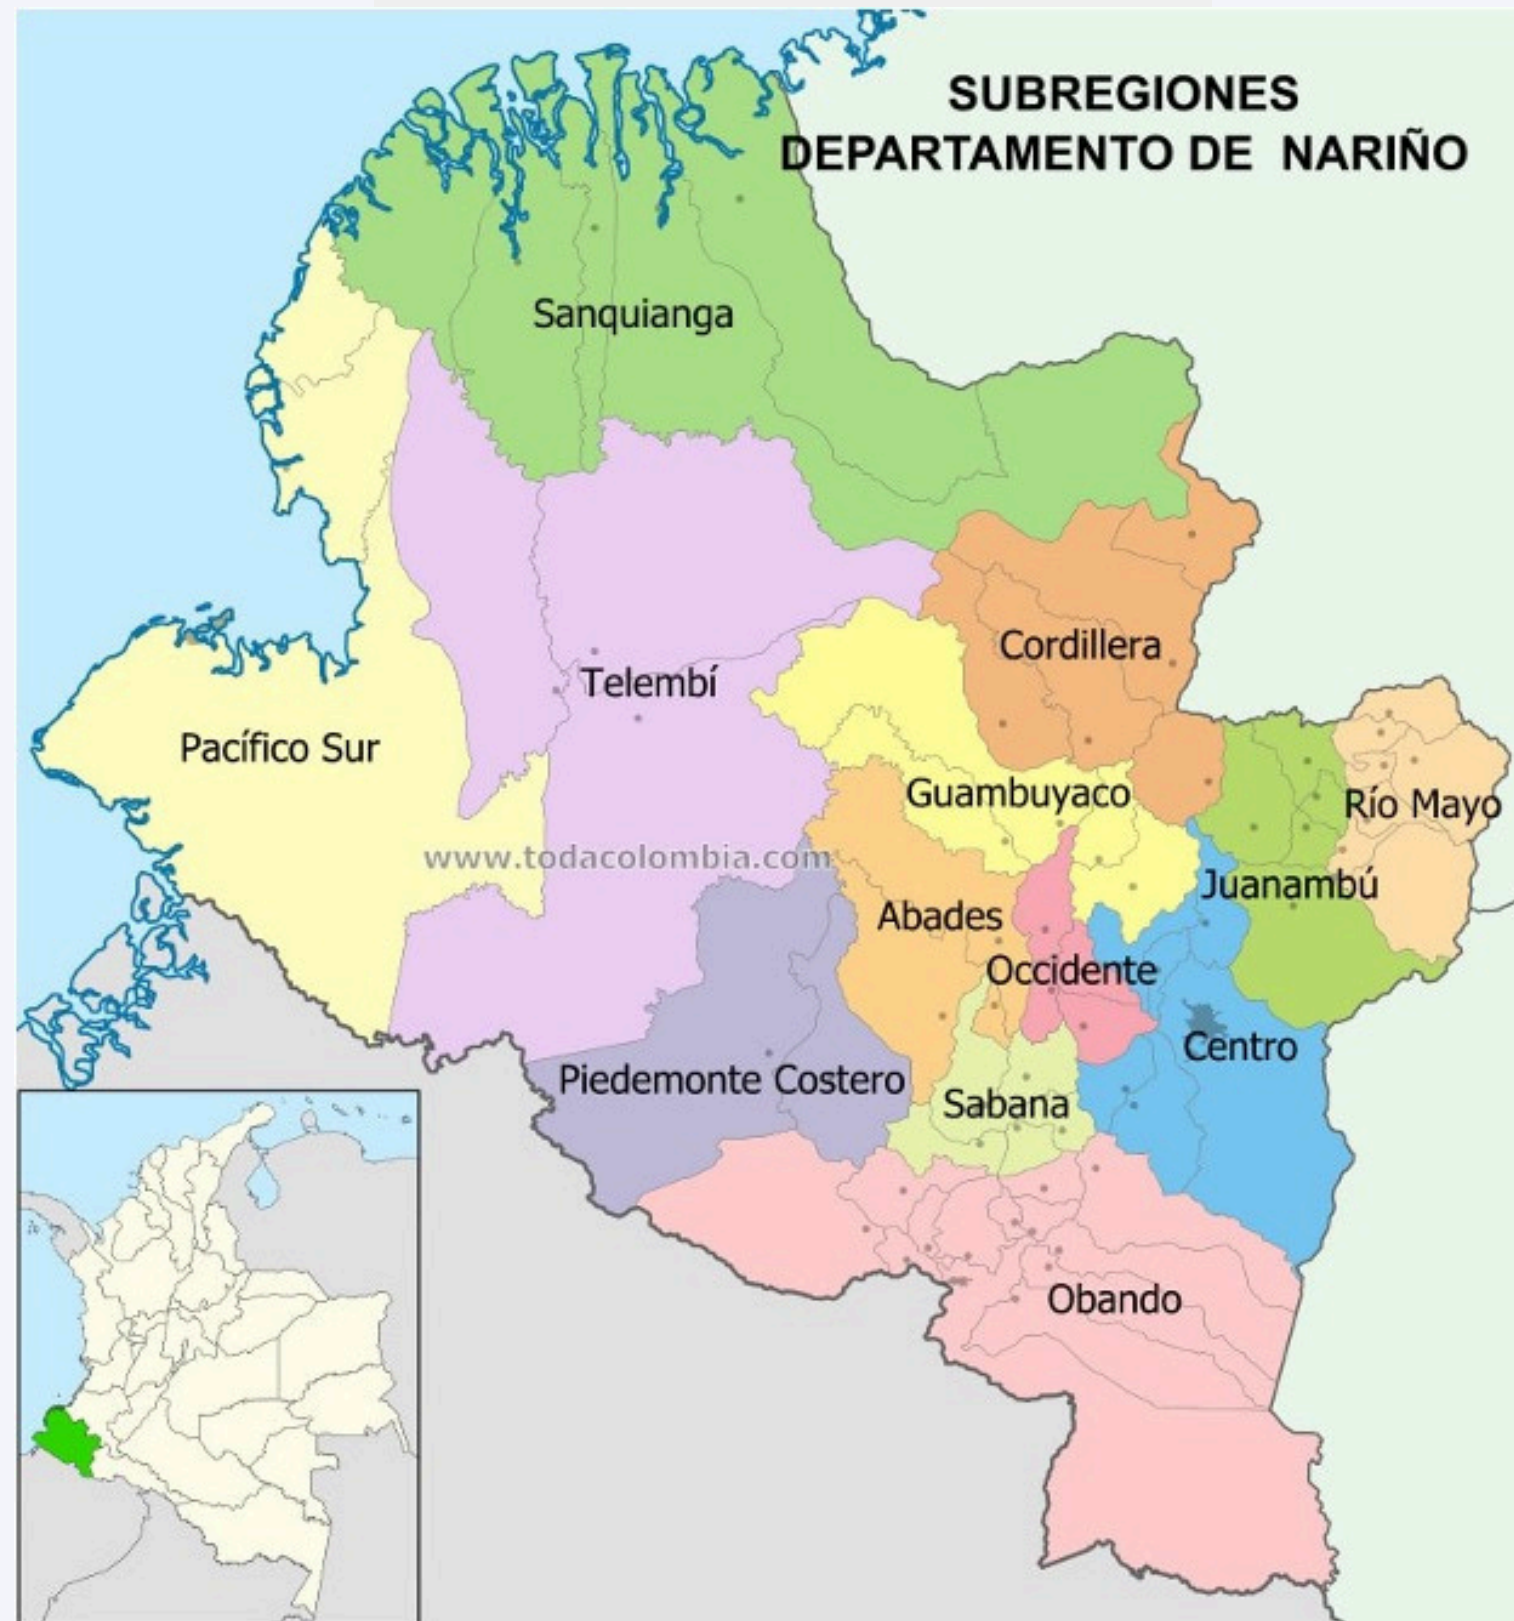 SUBREGIONES
DEPARTAMENTO DE NARIÑO
Sanquianga
Cordillera
Telembí
Pacífico Sur
Guambuyaco
Río Mayo
www.todacolombia.com
Juanambú
Abades
Occidente
Centro
Piedemonte Costero
Sabana
Obando